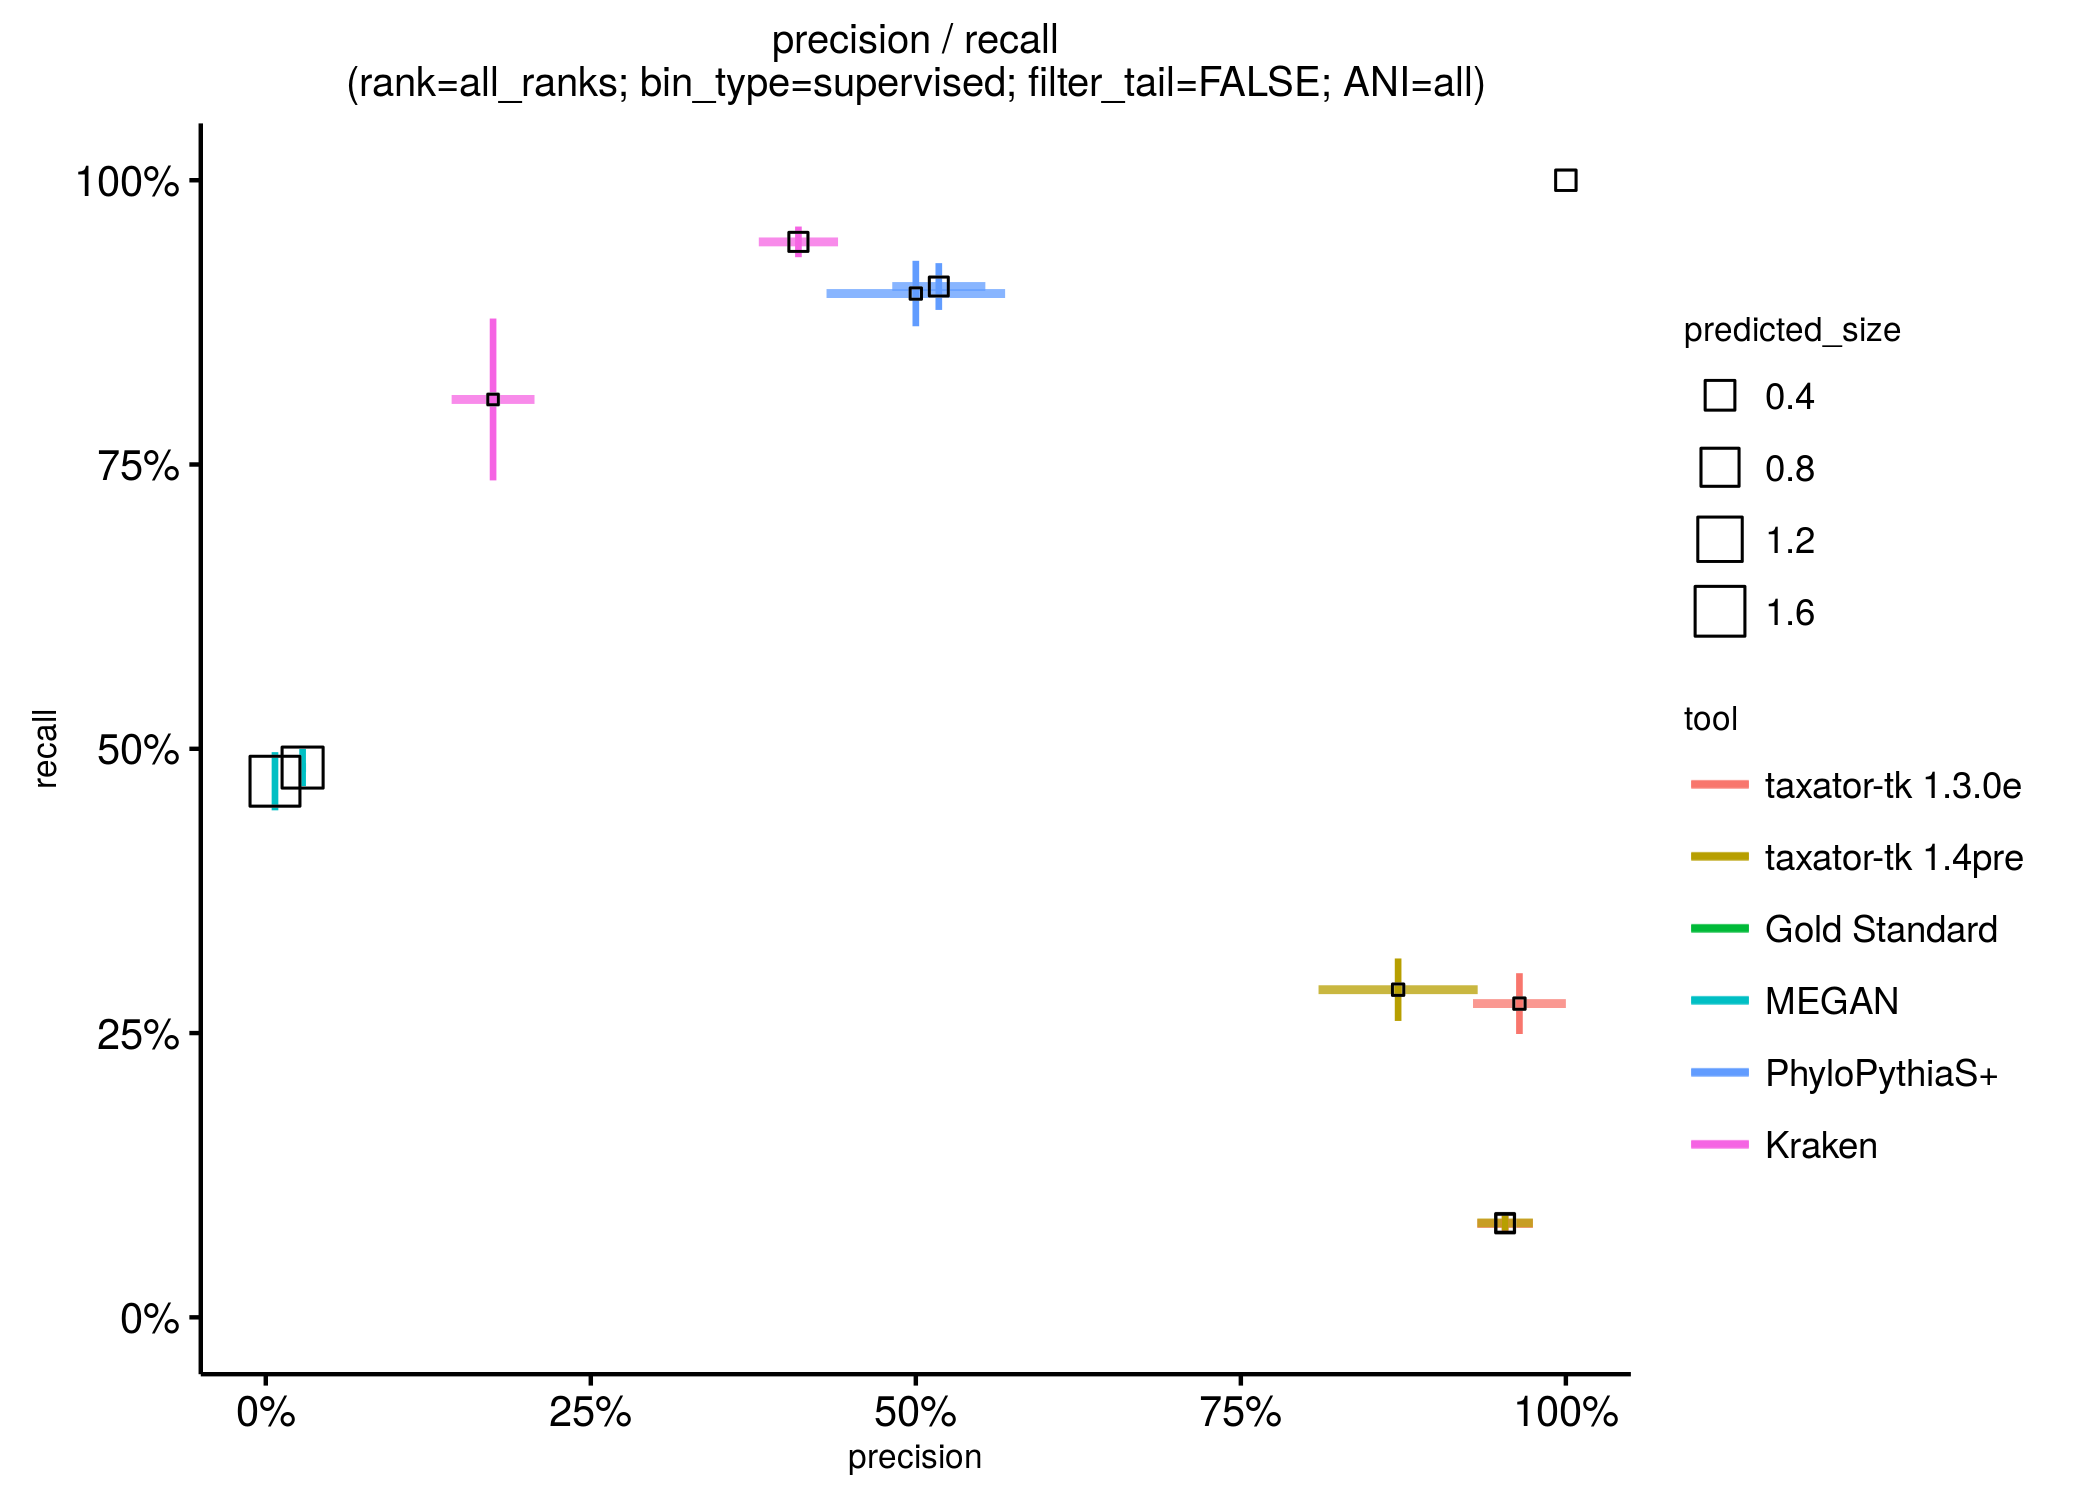 precision / recall
(rank=all_ranks; bin_type=supervised; filter_tail=FALSE; ANI=all)
100%
75%
50%
25%
0%
recall
0%
25%
50%
75%
100%
precision
predicted_size
0.4
0.8
1.2
1.6
tool
taxator-tk 1.3.0e
taxator-tk 1.4pre
Gold Standard
MEGAN
PhyloPythiaS+
Kraken